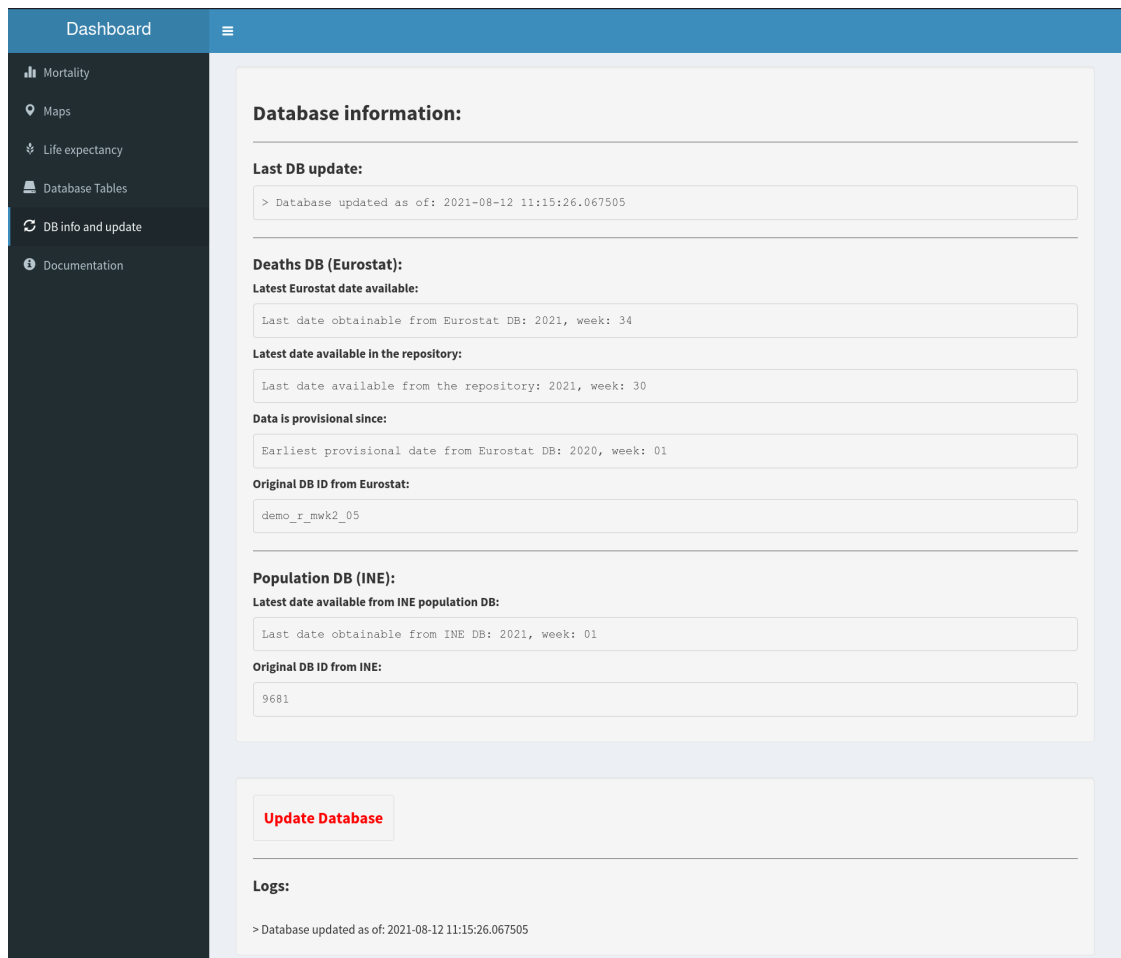 Dashboard
Mortality
Maps
Life expectancy
Database Tables
DB info and update
Documentation
Database information:
Last DB update:
> Database updated as of: 2021-08-12 11:15:26.067505
Deaths DB (Eurostat):
Latest Eurostat date available:
Last date obtainable from Eurostat DB: 2021, week: 34
Latest date available in the repository:
Last date available from the repository: 2021, week: 30
Data is provisional since:
Earliest provisional date from Eurostat DB: 2020, week: 01
Original DB ID from Eurostat:
demo_r_mwk2_05
Population DB (INE):
Latest date available from INE population DB:
Last date obtainable from INE DB: 2021, week: 01
Original DB ID from INE:
9681
Update Database
Logs:
> Database updated as of: 2021-08-12 11:15:26.067505